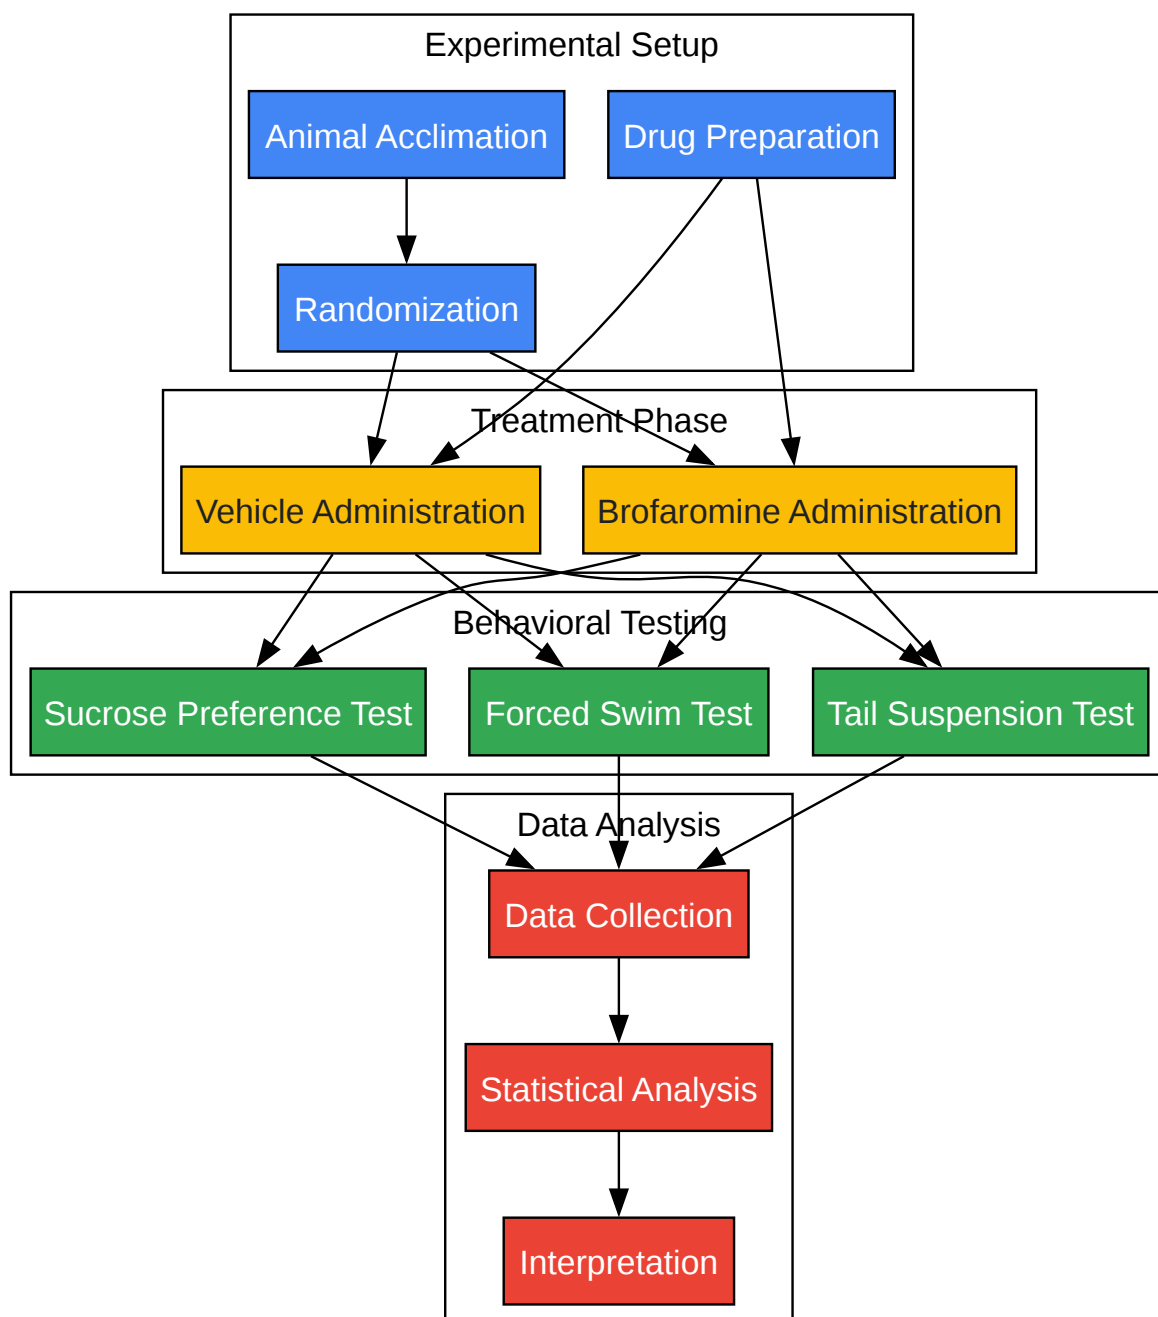 Experimental Setup
Animal Acclimation
Drug Preparation
Randomization
Treatment Phase
Vehicle Administration
Brofaromine Administration
Behavioral Testing
Sucrose Preference Test
Forced Swim Test
Tail Suspension Test
Data Analysis
Data Collection
Statistical Analysis
Interpretation